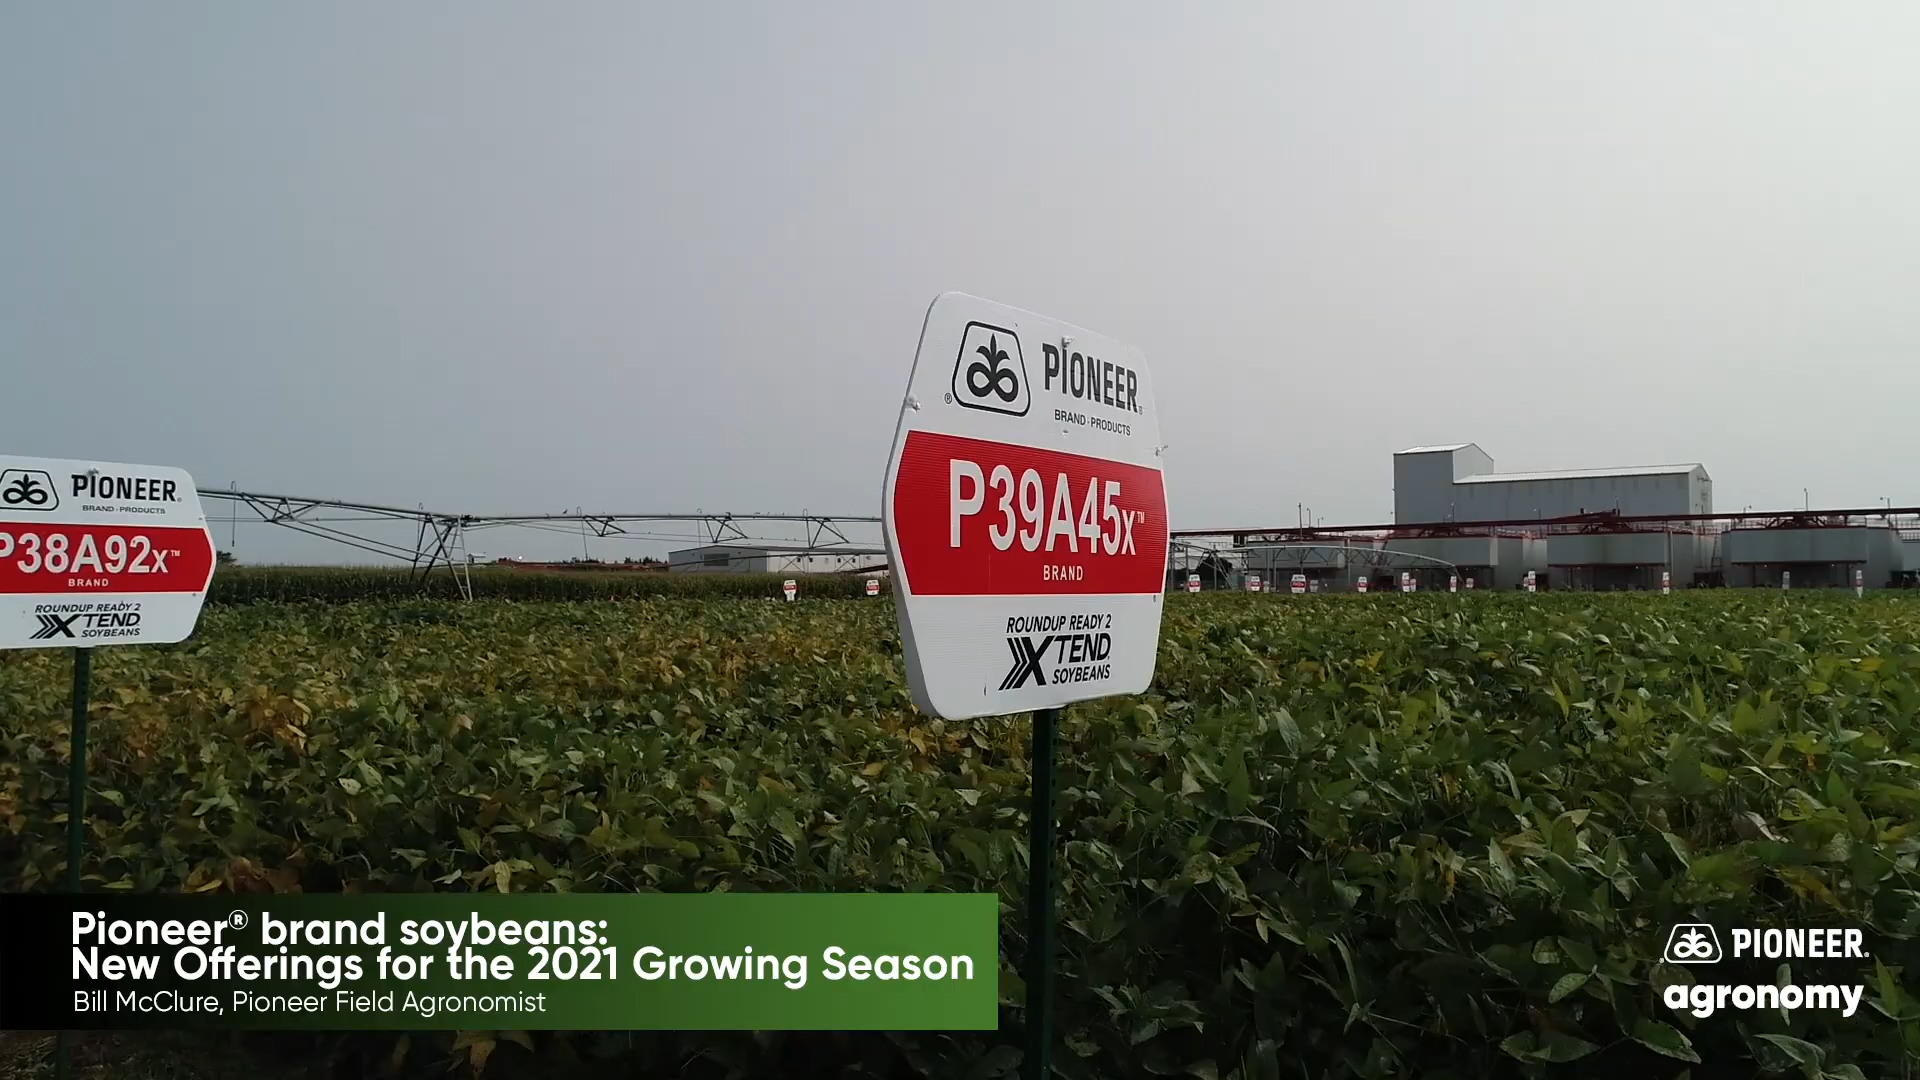 PIONEER
BRAND · PRODUCTS
P38A92x™
BRAND
ROUNDUP READY 2
XTEND
SOYBEANS
PIONEER
BRAND · PRODUCTS
P39A45x™
BRAND
ROUNDUP READY 2
XTEND
SOYBEANS
Pioneer® brand soybeans:
New Offerings for the 2021 Growing Season
Bill McClure, Pioneer Field Agronomist
PIONEER®
agronomy